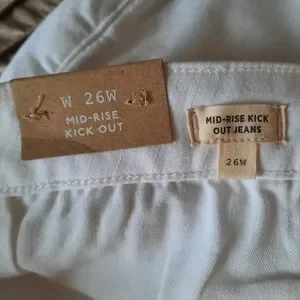 W 26W
MID-RISE
KICK OUT
MID-RISE KICK
OUT JEANS
26W